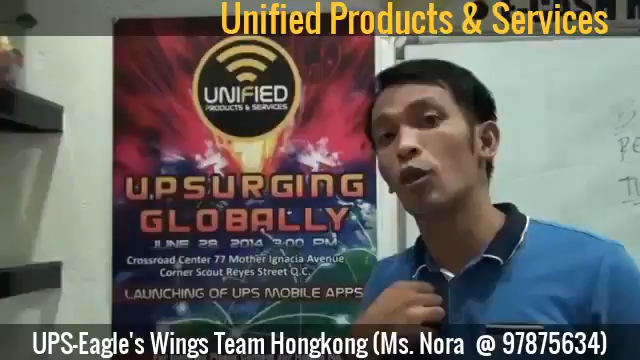 Unified Products & Services
UNIFIED
PRODUCTS & SERVICES
U.P.SURGING
GLOBALLY
JUNE 28, 2014 3:00 PM
Crossroad Center 77 Mother Ignacia Avenue
Corner Scout Reyes Street Q.C.
LAUNCHING OF UPS MOBILE APPS
UPS-Eagle's Wings Team Hongkong (Ms. Nora @ 97875634)